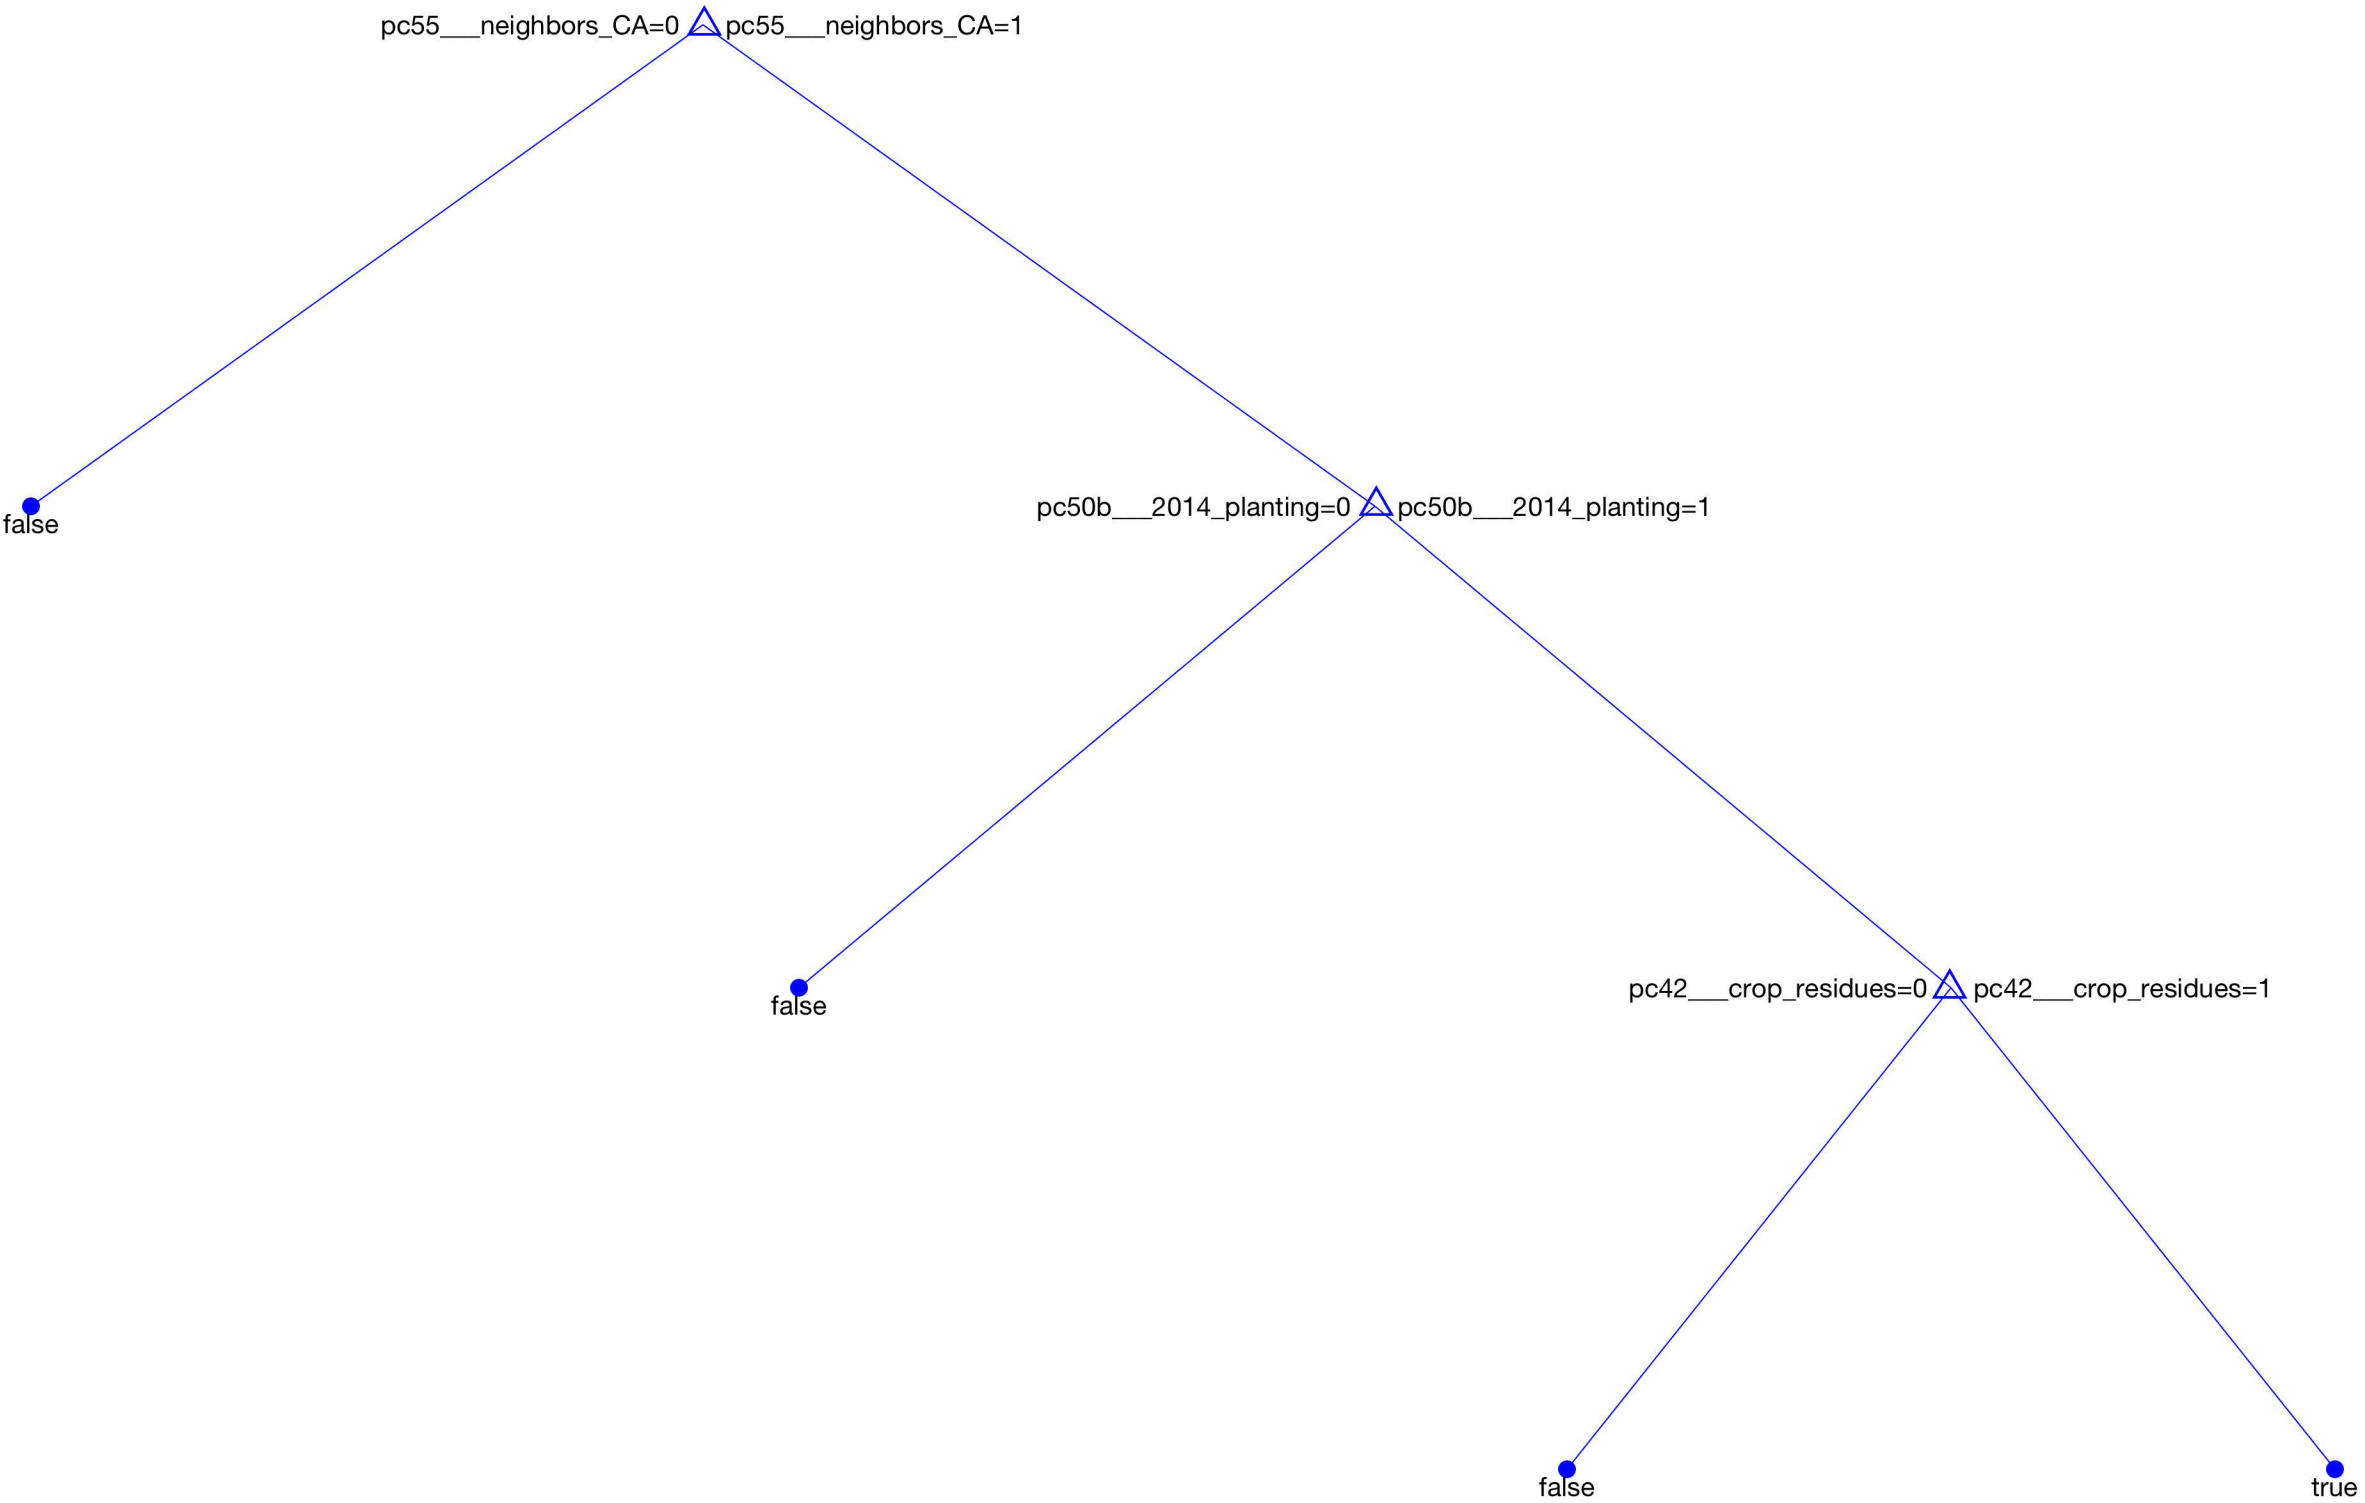 pc55___neighbors_CA=0 pc55___neighbors_CA=1
false
pc50b___2014_planting=0 pc50b___2014_planting=1
false
pc42___crop_residues=0 pc42___crop_residues=1
false
true